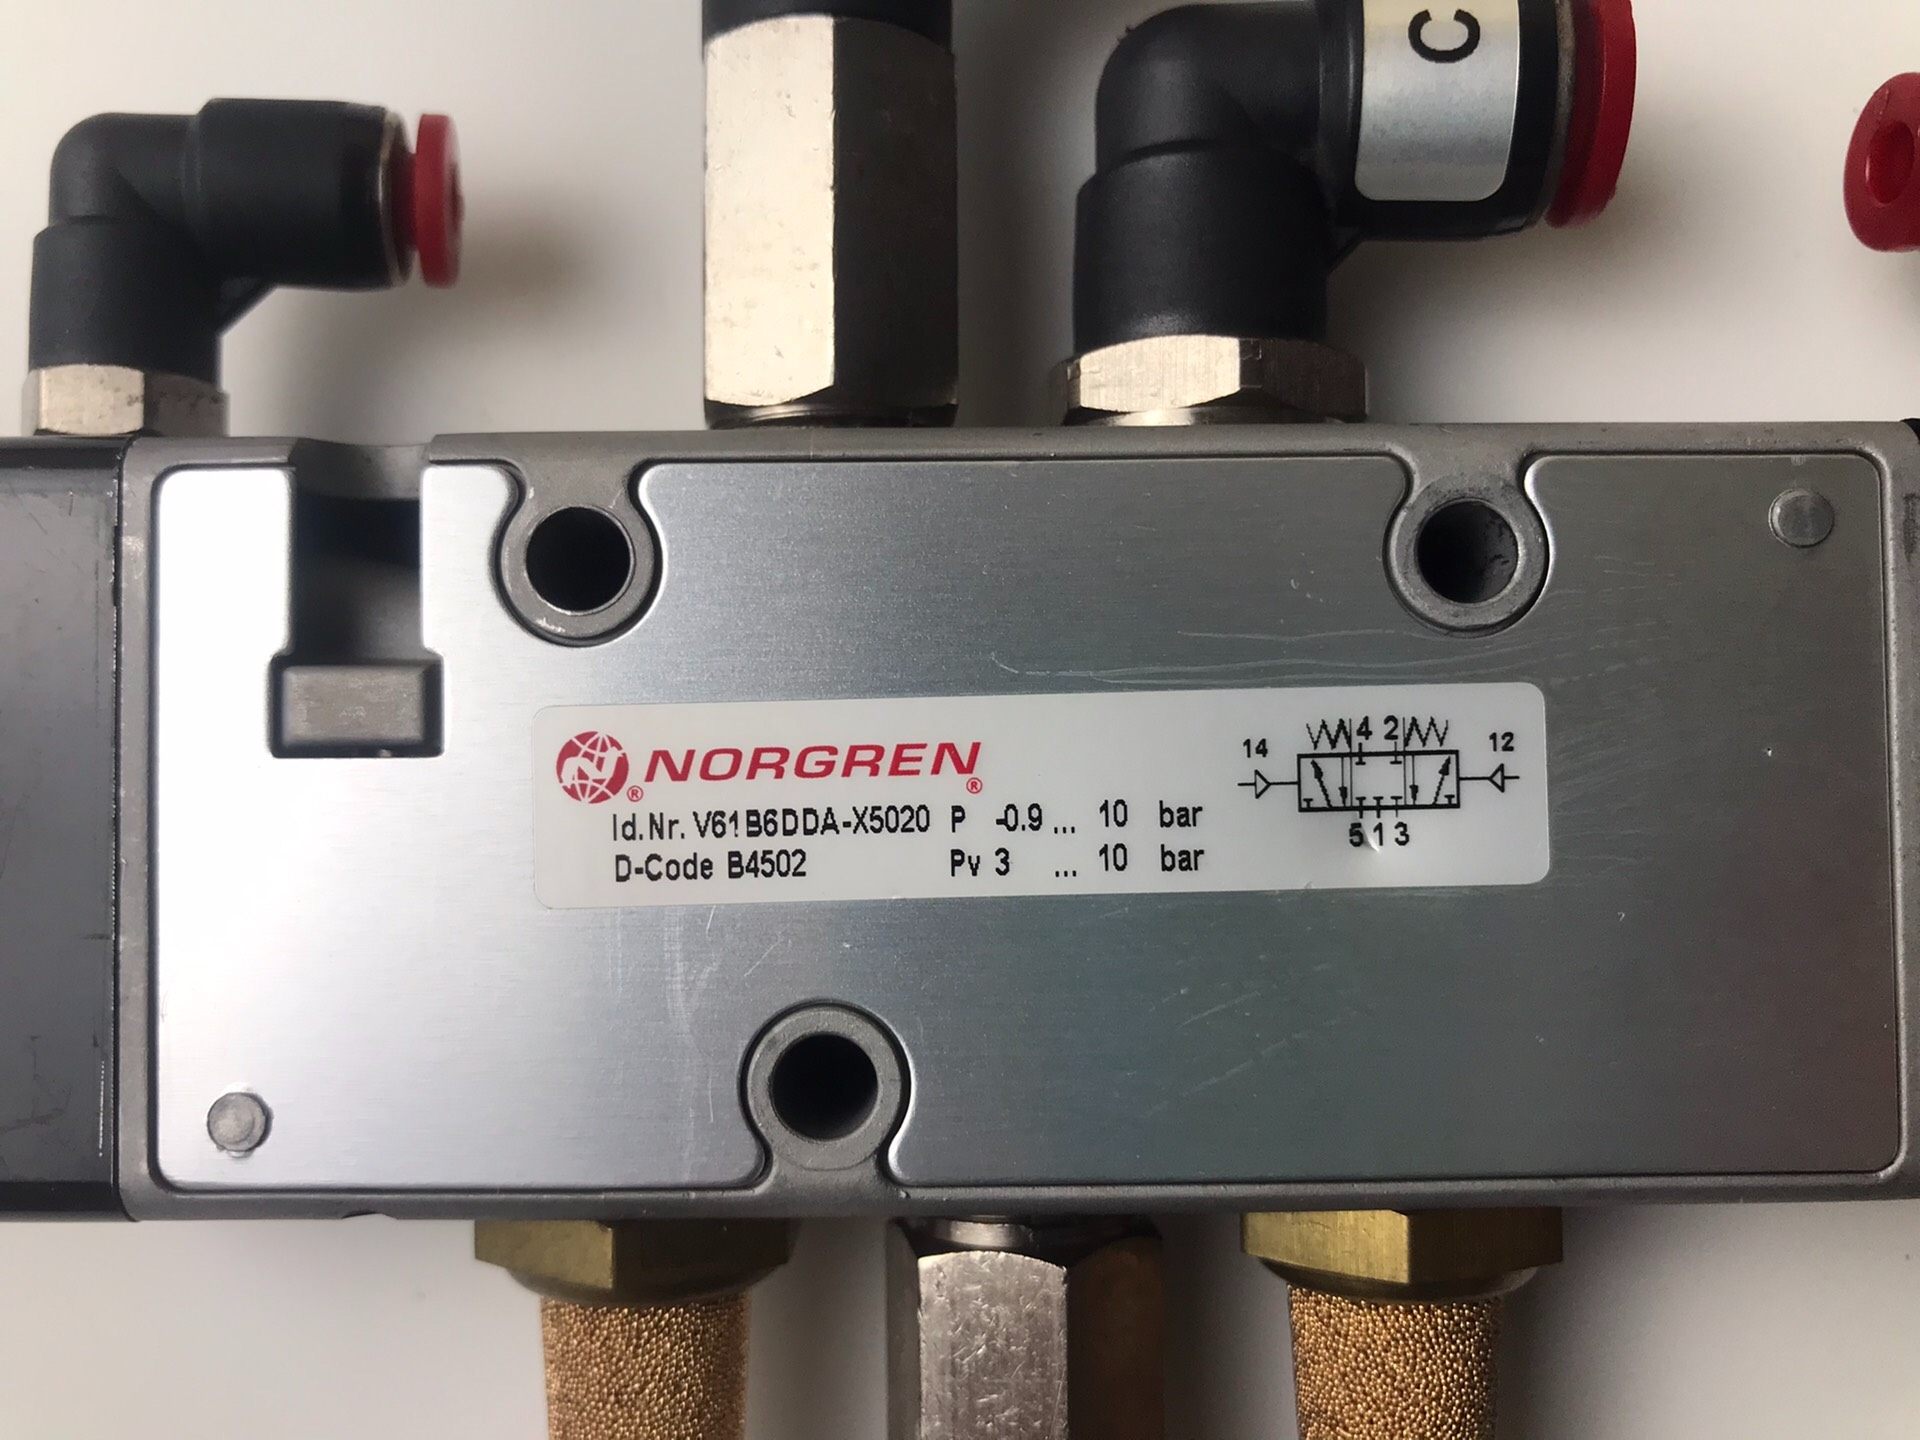 C
NORGREN®®
Id.Nr. V61B6DDA-X5020 P -0.9 ... 10 bar
D-Code B4502 Pv 3 ... 10 bar
14 4 2 12
5 1 3